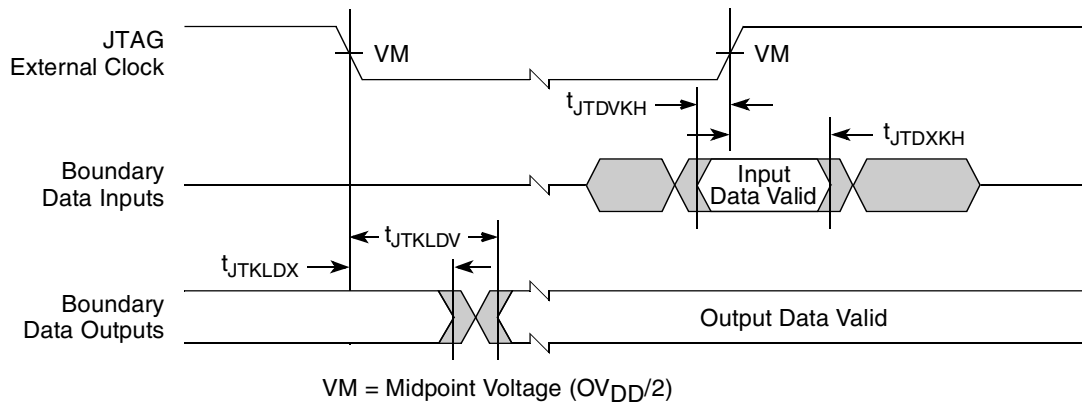 JTAG
External Clock
VM
VM
tJTDVKH
tJTDXKH
Boundary
Data Inputs
Input
Data Valid
tJTKLDV
tJTKLDX
Boundary
Data Outputs
Output Data Valid
VM = Midpoint Voltage (OVDD/2)